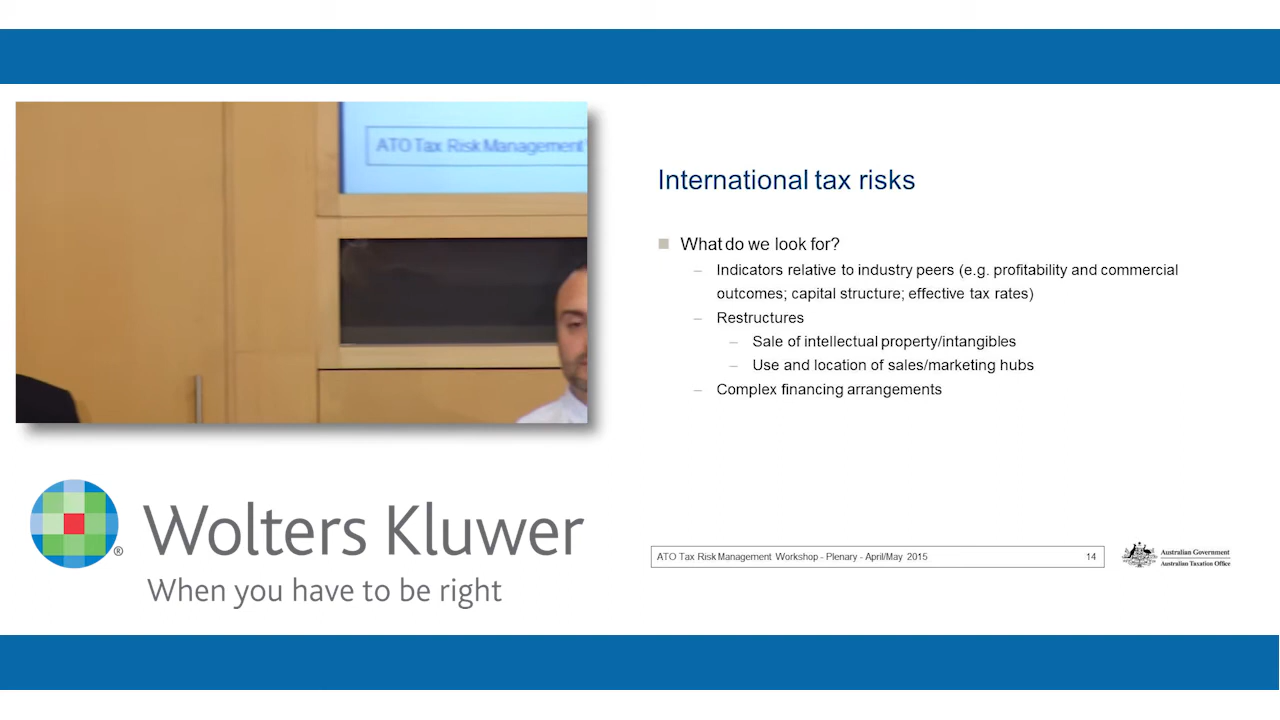 ATO Tax Risk Management
International tax risks
What do we look for?
– Indicators relative to industry peers (e.g. profitability and commercial
outcomes; capital structure; effective tax rates)
– Restructures
– Sale of intellectual property/intangibles
– Use and location of sales/marketing hubs
– Complex financing arrangements
Wolters Kluwer
®
When you have to be right
ATO Tax Risk Management Workshop - Plenary - April/May 2015 14
Australian Government
Australian Taxation Office